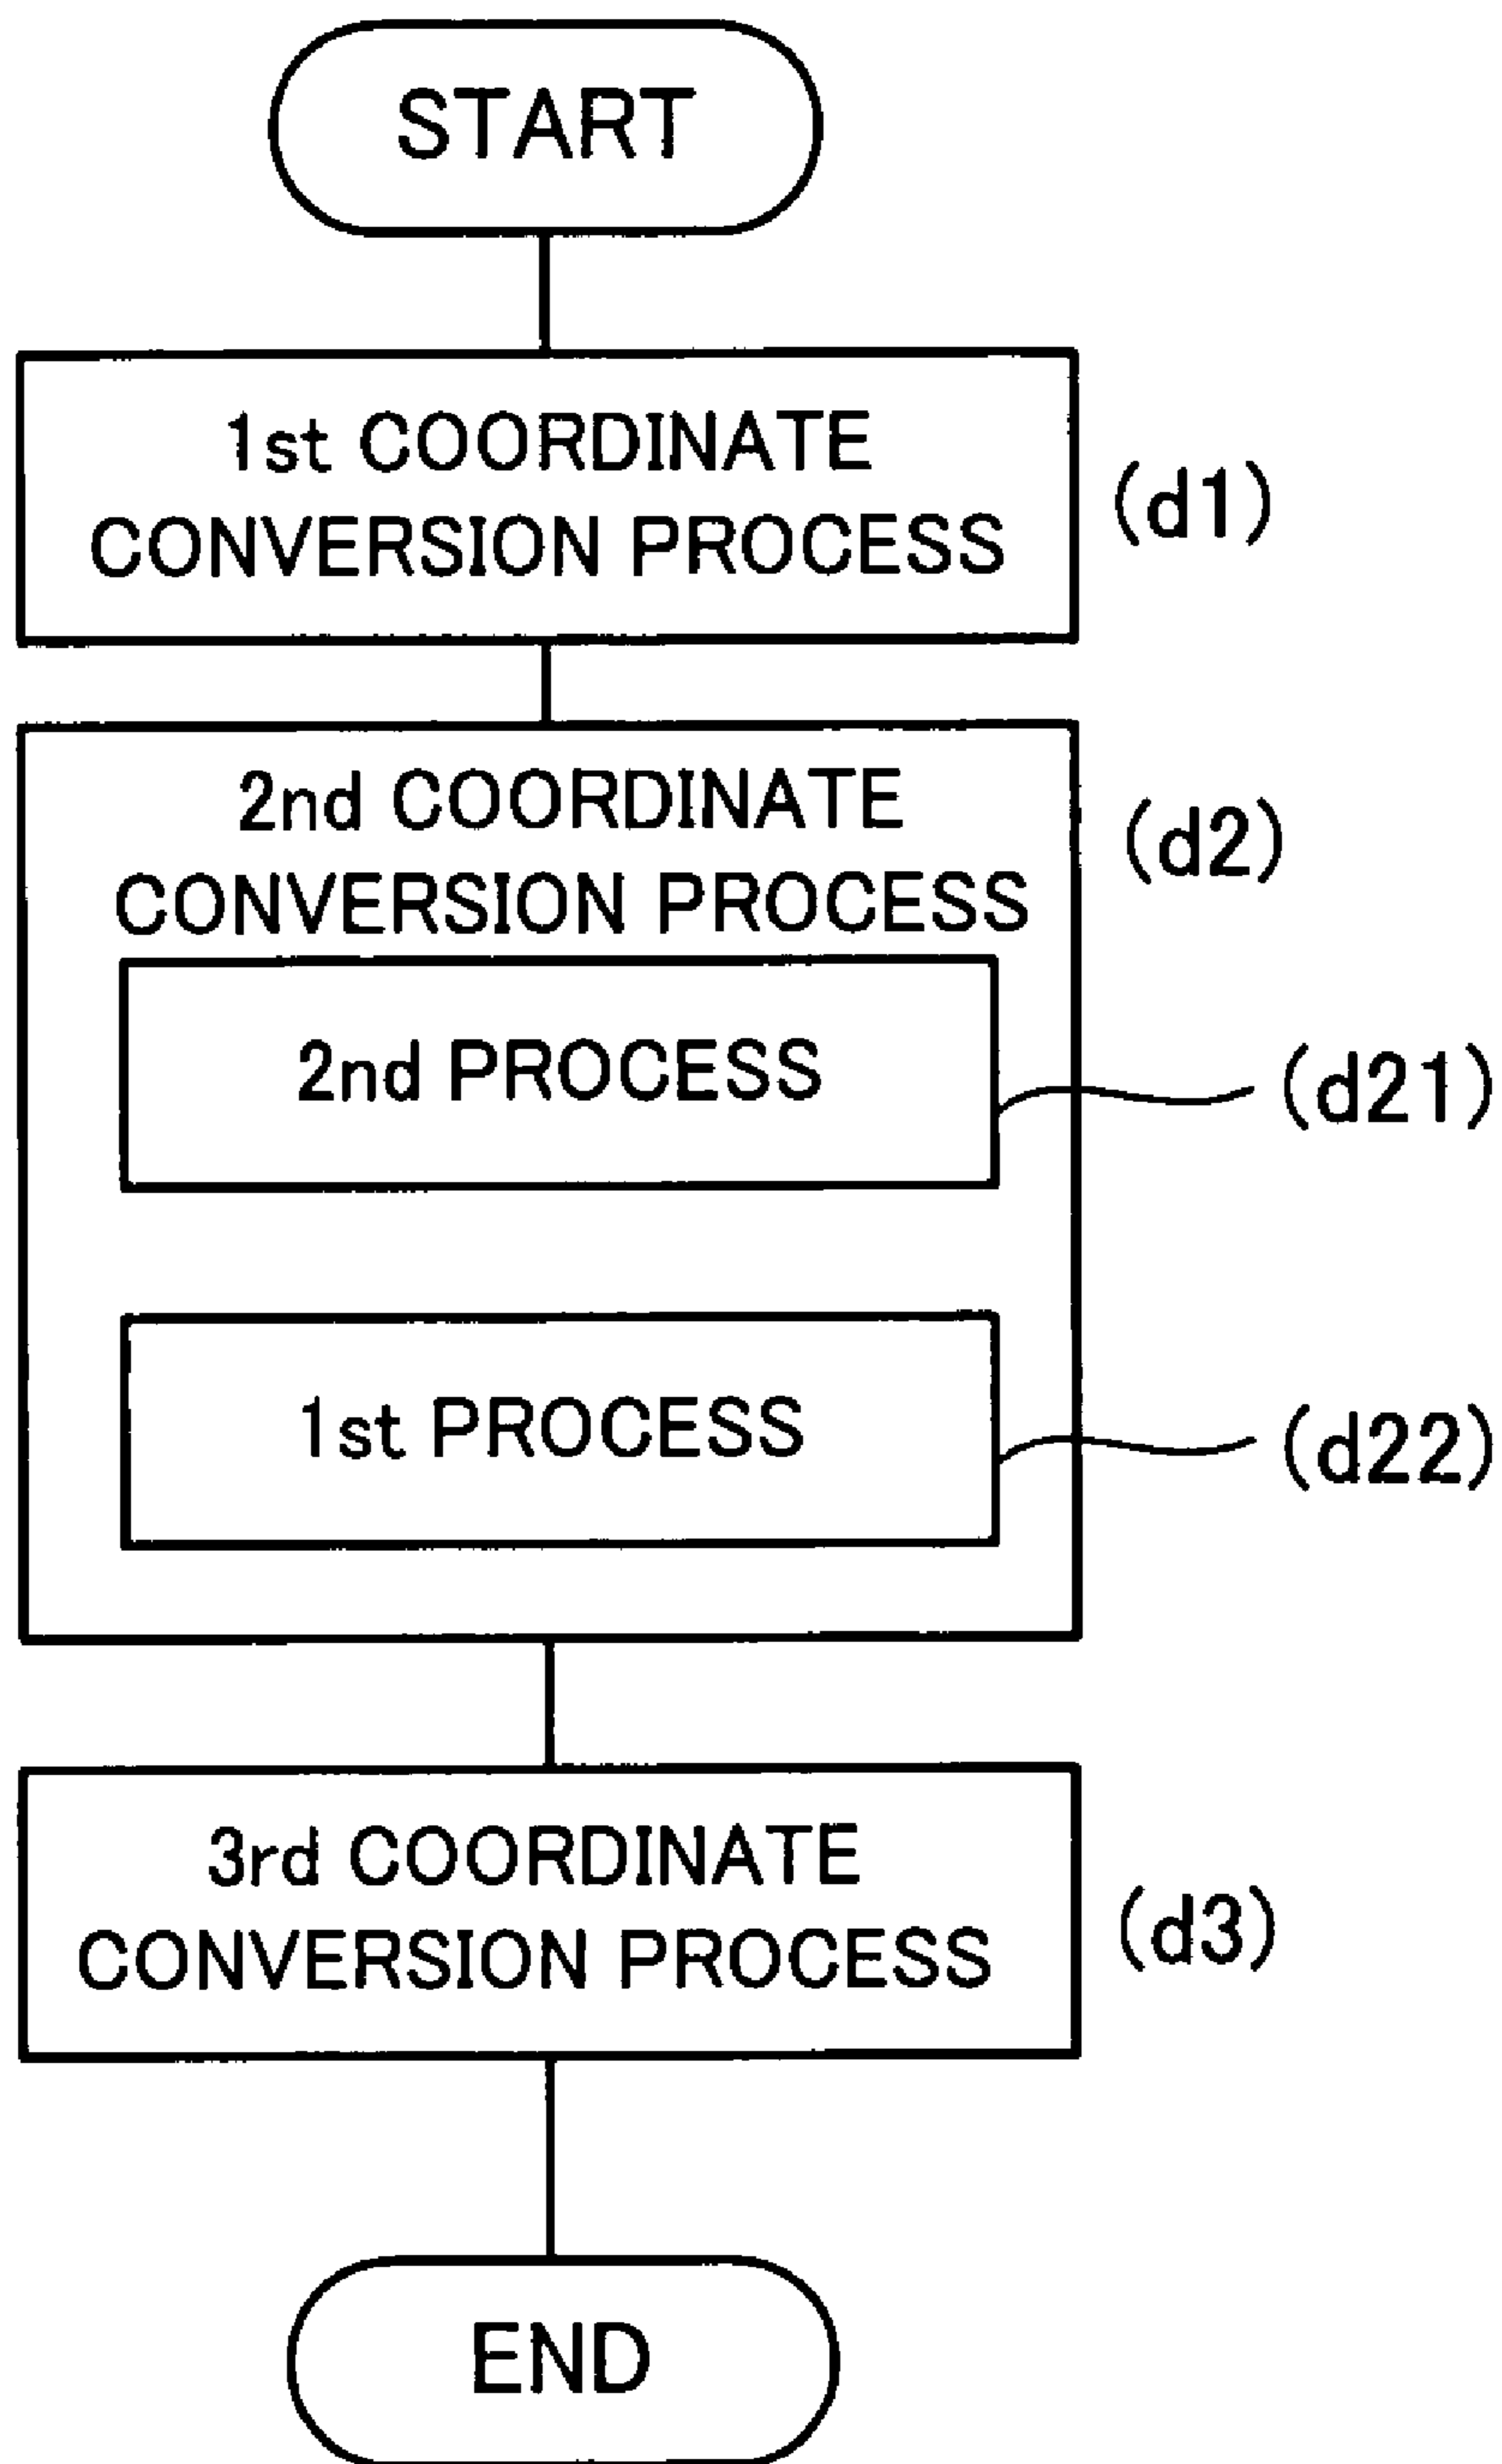 START
1st COORDINATE
CONVERSION PROCESS
(d1)
2nd COORDINATE
CONVERSION PROCESS
(d2)
2nd PROCESS
(d21)
1st PROCESS
(d22)
3rd COORDINATE
CONVERSION PROCESS
(d3)
END